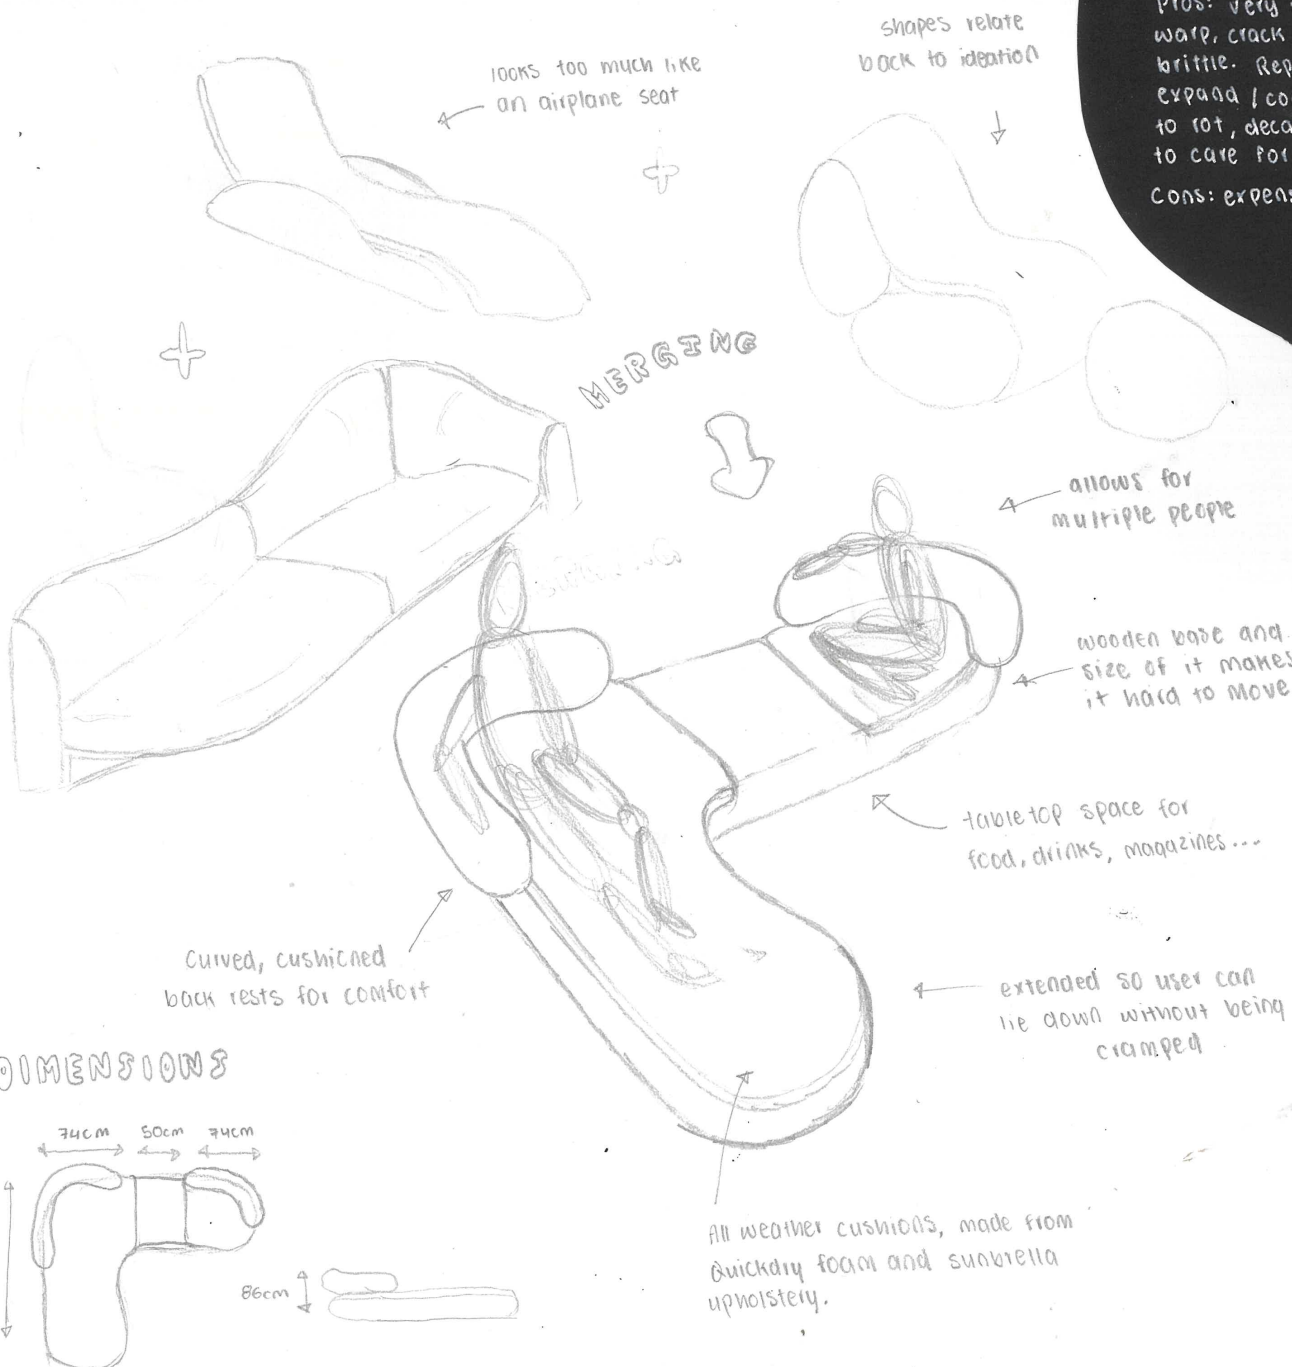 looks too much like
an airplane seat
shapes relate
back to ideation
Pros: very
warp, crack
brittle. Rep
expand / co
to rot, deca
to care for
Cons: expens
MERGING
allows for
multiple people
wooden base and
size of it makes
it hard to move
tabletop space for
food, drinks, magazines...
Curved, cushioned
back rests for comfort
extended so user can
lie down without being
cramped
DIMENSIONS
74cm 50cm 74cm
86cm
All weather cushions, made from
Quickdry foam and sunbrella
upholstery.